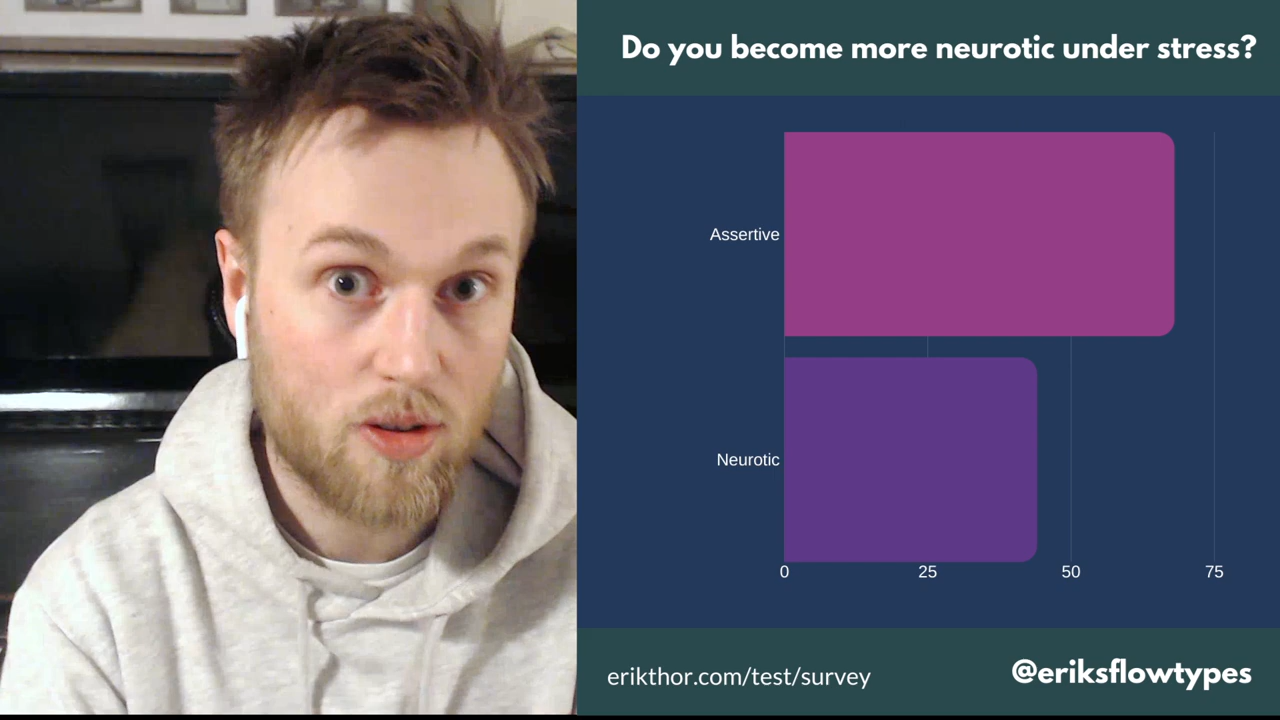 Do you become more neurotic under stress?
Assertive
Neurotic
0 25 50 75
erikthor.com/test/survey
@eriksflowtypes